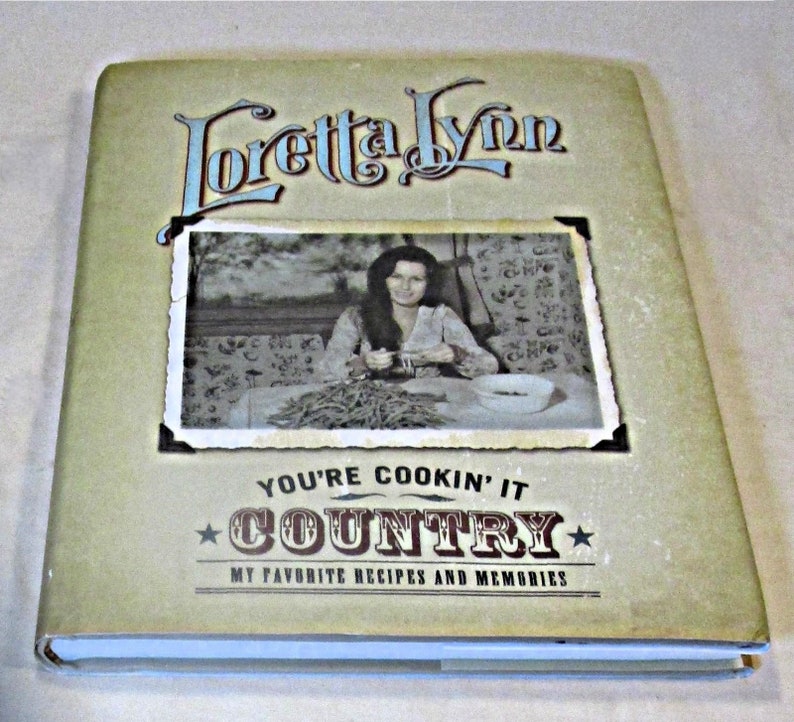 Loretta Lynn
YOU'RE COOKIN' IT
COUNTRY
MY FAVORITE RECIPES AND MEMORIES